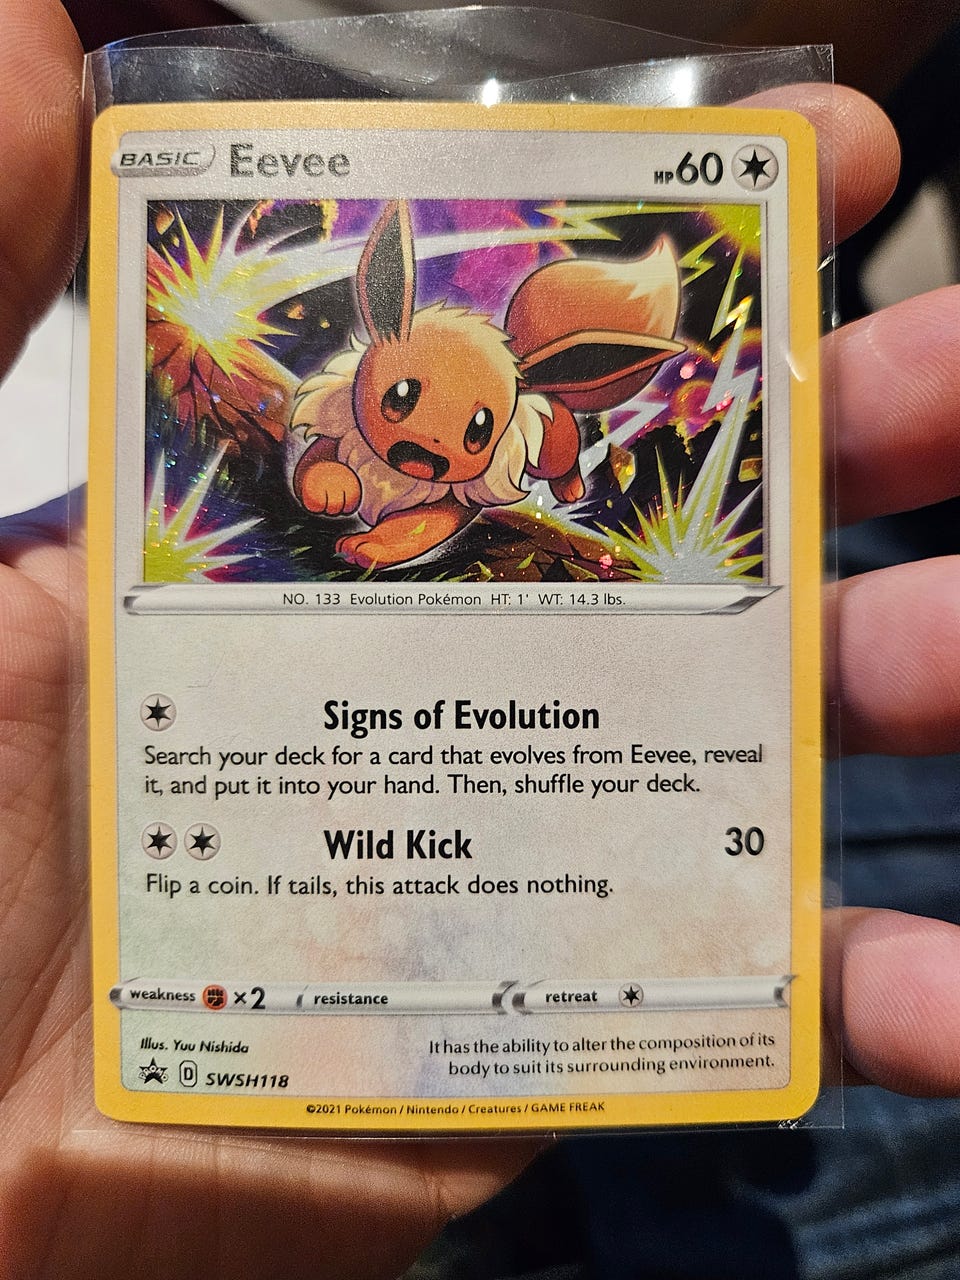 BASIC Eevee HP 60
NO. 133 Evolution Pokémon HT: 1' WT: 14.3 lbs.
Signs of Evolution
Search your deck for a card that evolves from Eevee, reveal
it, and put it into your hand. Then, shuffle your deck.
Wild Kick 30
Flip a coin. If tails, this attack does nothing.
weakness ×2 resistance retreat
Illus. Yuu Nishida
It has the ability to alter the composition of its
body to suit its surrounding environment.
D SWSH118
©2021 Pokémon / Nintendo / Creatures / GAME FREAK